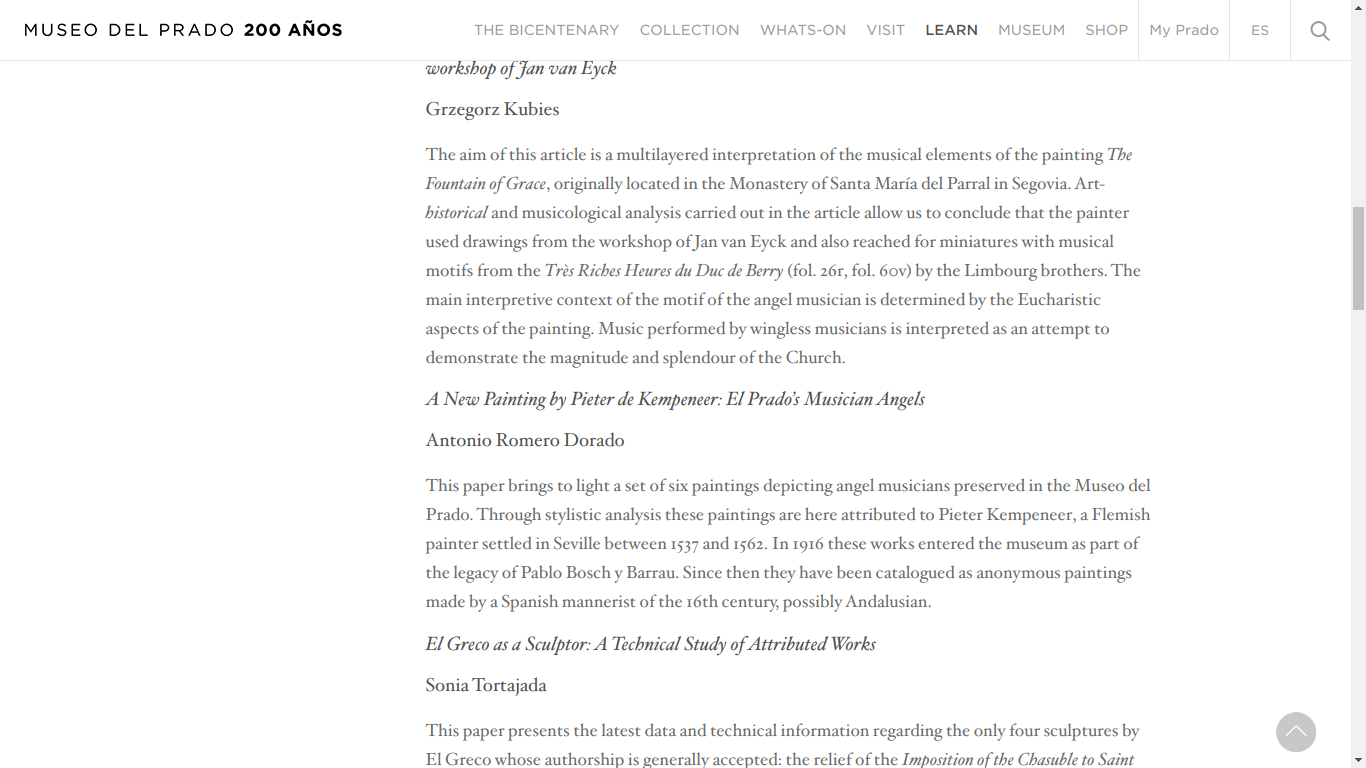 MUSEO DEL PRADO 200 AÑOS
THE BICENTENARY COLLECTION WHATS-ON VISIT LEARN MUSEUM SHOP My Prado ES
workshop of Jan van Eyck
Grzegorz Kubies
The aim of this article is a multilayered interpretation of the musical elements of the painting The
Fountain of Grace, originally located in the Monastery of Santa María del Parral in Segovia. Art-
historical and musicological analysis carried out in the article allow us to conclude that the painter
used drawings from the workshop of Jan van Eyck and also reached for miniatures with musical
motifs from the Très Riches Heures du Duc de Berry (fol. 26r, fol. 60v) by the Limbourg brothers. The
main interpretive context of the motif of the angel musician is determined by the Eucharistic
aspects of the painting. Music performed by wingless musicians is interpreted as an attempt to
demonstrate the magnitude and splendour of the Church.
A New Painting by Pieter de Kempeneer: El Prado's Musician Angels
Antonio Romero Dorado
This paper brings to light a set of six paintings depicting angel musicians preserved in the Museo del
Prado. Through stylistic analysis these paintings are here attributed to Pieter Kempeneer, a Flemish
painter settled in Seville between 1537 and 1562. In 1916 these works entered the museum as part of
the legacy of Pablo Bosch y Barrau. Since then they have been catalogued as anonymous paintings
made by a Spanish mannerist of the 16th century, possibly Andalusian.
El Greco as a Sculptor: A Technical Study of Attributed Works
Sonia Tortajada
This paper presents the latest data and technical information regarding the only four sculptures by
El Greco whose authorship is generally accepted: the relief of the Imposition of the Chasuble to Saint